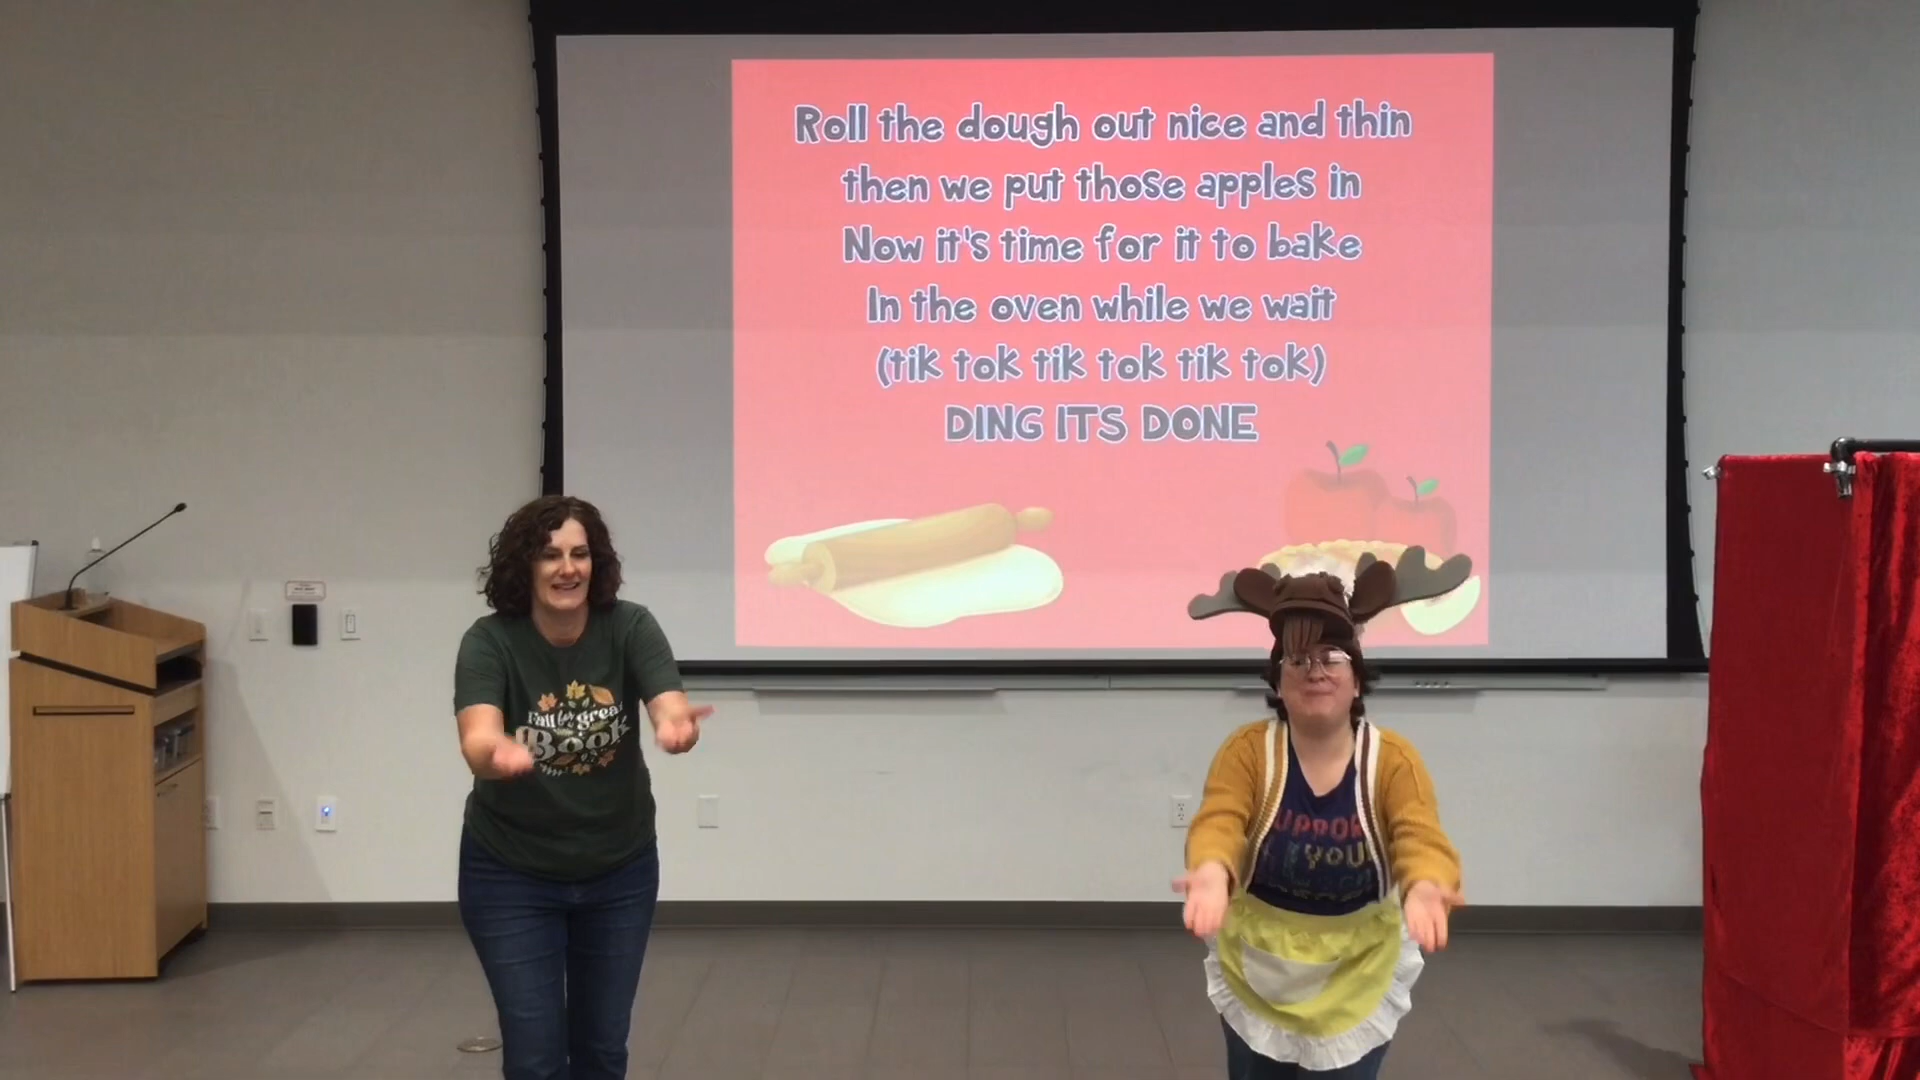 Roll the dough out nice and thin
then we put those apples in
Now it's time for it to bake
In the oven while we wait
(tik tok tik tok tik tok)
DING ITS DONE
Fall for great
Book
YOU